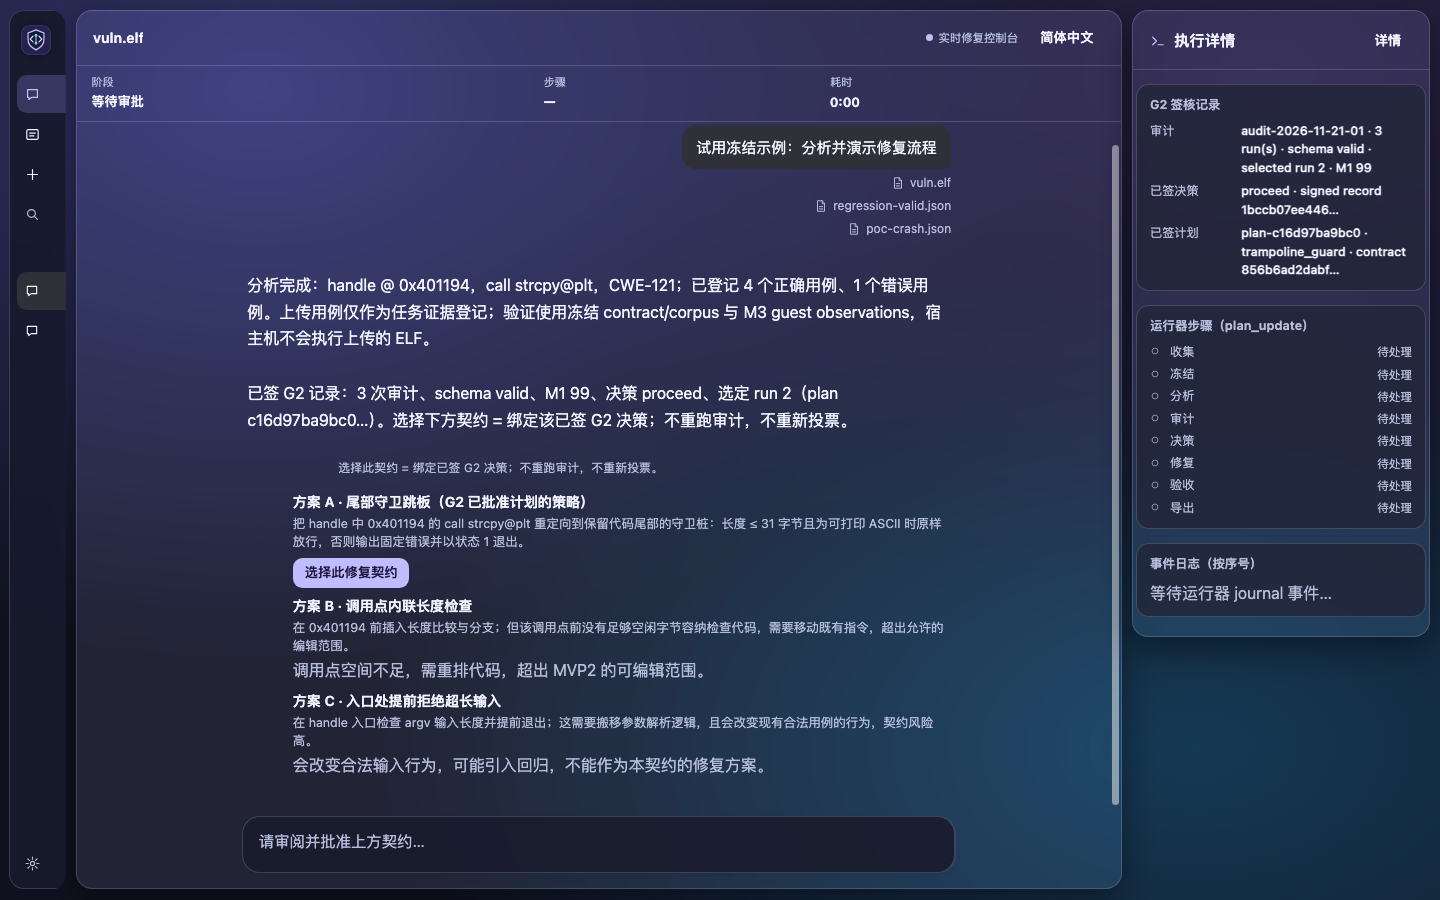 vuln.elf
实时修复控制台
简体中文
阶段
等待审批
步骤
—
耗时
0:00
试用冻结示例：分析并演示修复流程
vuln.elf
regression-valid.json
poc-crash.json
分析完成：handle @ 0x401194，call strcpy@plt，CWE-121；已登记 4 个正确用例、1 个错误用
例。上传用例仅作为任务证据登记；验证使用冻结 contract/corpus 与 M3 guest observations，宿
主机不会执行上传的 ELF。
已签 G2 记录：3 次审计、schema valid、M1 99、决策 proceed、选定 run 2（plan
c16d97ba9bc0…）。选择下方契约 = 绑定该已签 G2 决策；不重跑审计，不重新投票。
选择此契约 = 绑定已签 G2 决策；不重跑审计，不重新投票。
方案 A · 尾部守卫跳板（G2 已批准计划的策略）
把 handle 中 0x401194 的 call strcpy@plt 重定向到保留代码尾部的守卫桩：长度 ≤ 31 字节且为可打印 ASCII 时原样
放行，否则输出固定错误并以状态 1 退出。
选择此修复契约
方案 B · 调用点内联长度检查
在 0x401194 前插入长度比较与分支；但该调用点前没有足够空闲字节容纳检查代码，需要移动既有指令，超出允许的
编辑范围。
调用点空间不足，需重排代码，超出 MVP2 的可编辑范围。
方案 C · 入口处提前拒绝超长输入
在 handle 入口检查 argv 输入长度并提前退出；这需要搬移参数解析逻辑，且会改变现有合法用例的行为，契约风险
高。
会改变合法输入行为，可能引入回归，不能作为本契约的修复方案。
请审阅并批准上方契约…
执行详情
详情
G2 签核记录
审计
audit-2026-11-21-01 · 3
run(s) · schema valid ·
selected run 2 · M1 99
已签决策
proceed · signed record
1bccb07ee446…
已签计划
plan-c16d97ba9bc0 ·
trampoline_guard · contract
856b6ad2dabf…
运行器步骤（plan_update）
收集 待处理
冻结 待处理
分析 待处理
审计 待处理
决策 待处理
修复 待处理
验收 待处理
导出 待处理
事件日志（按序号）
等待运行器 journal 事件…